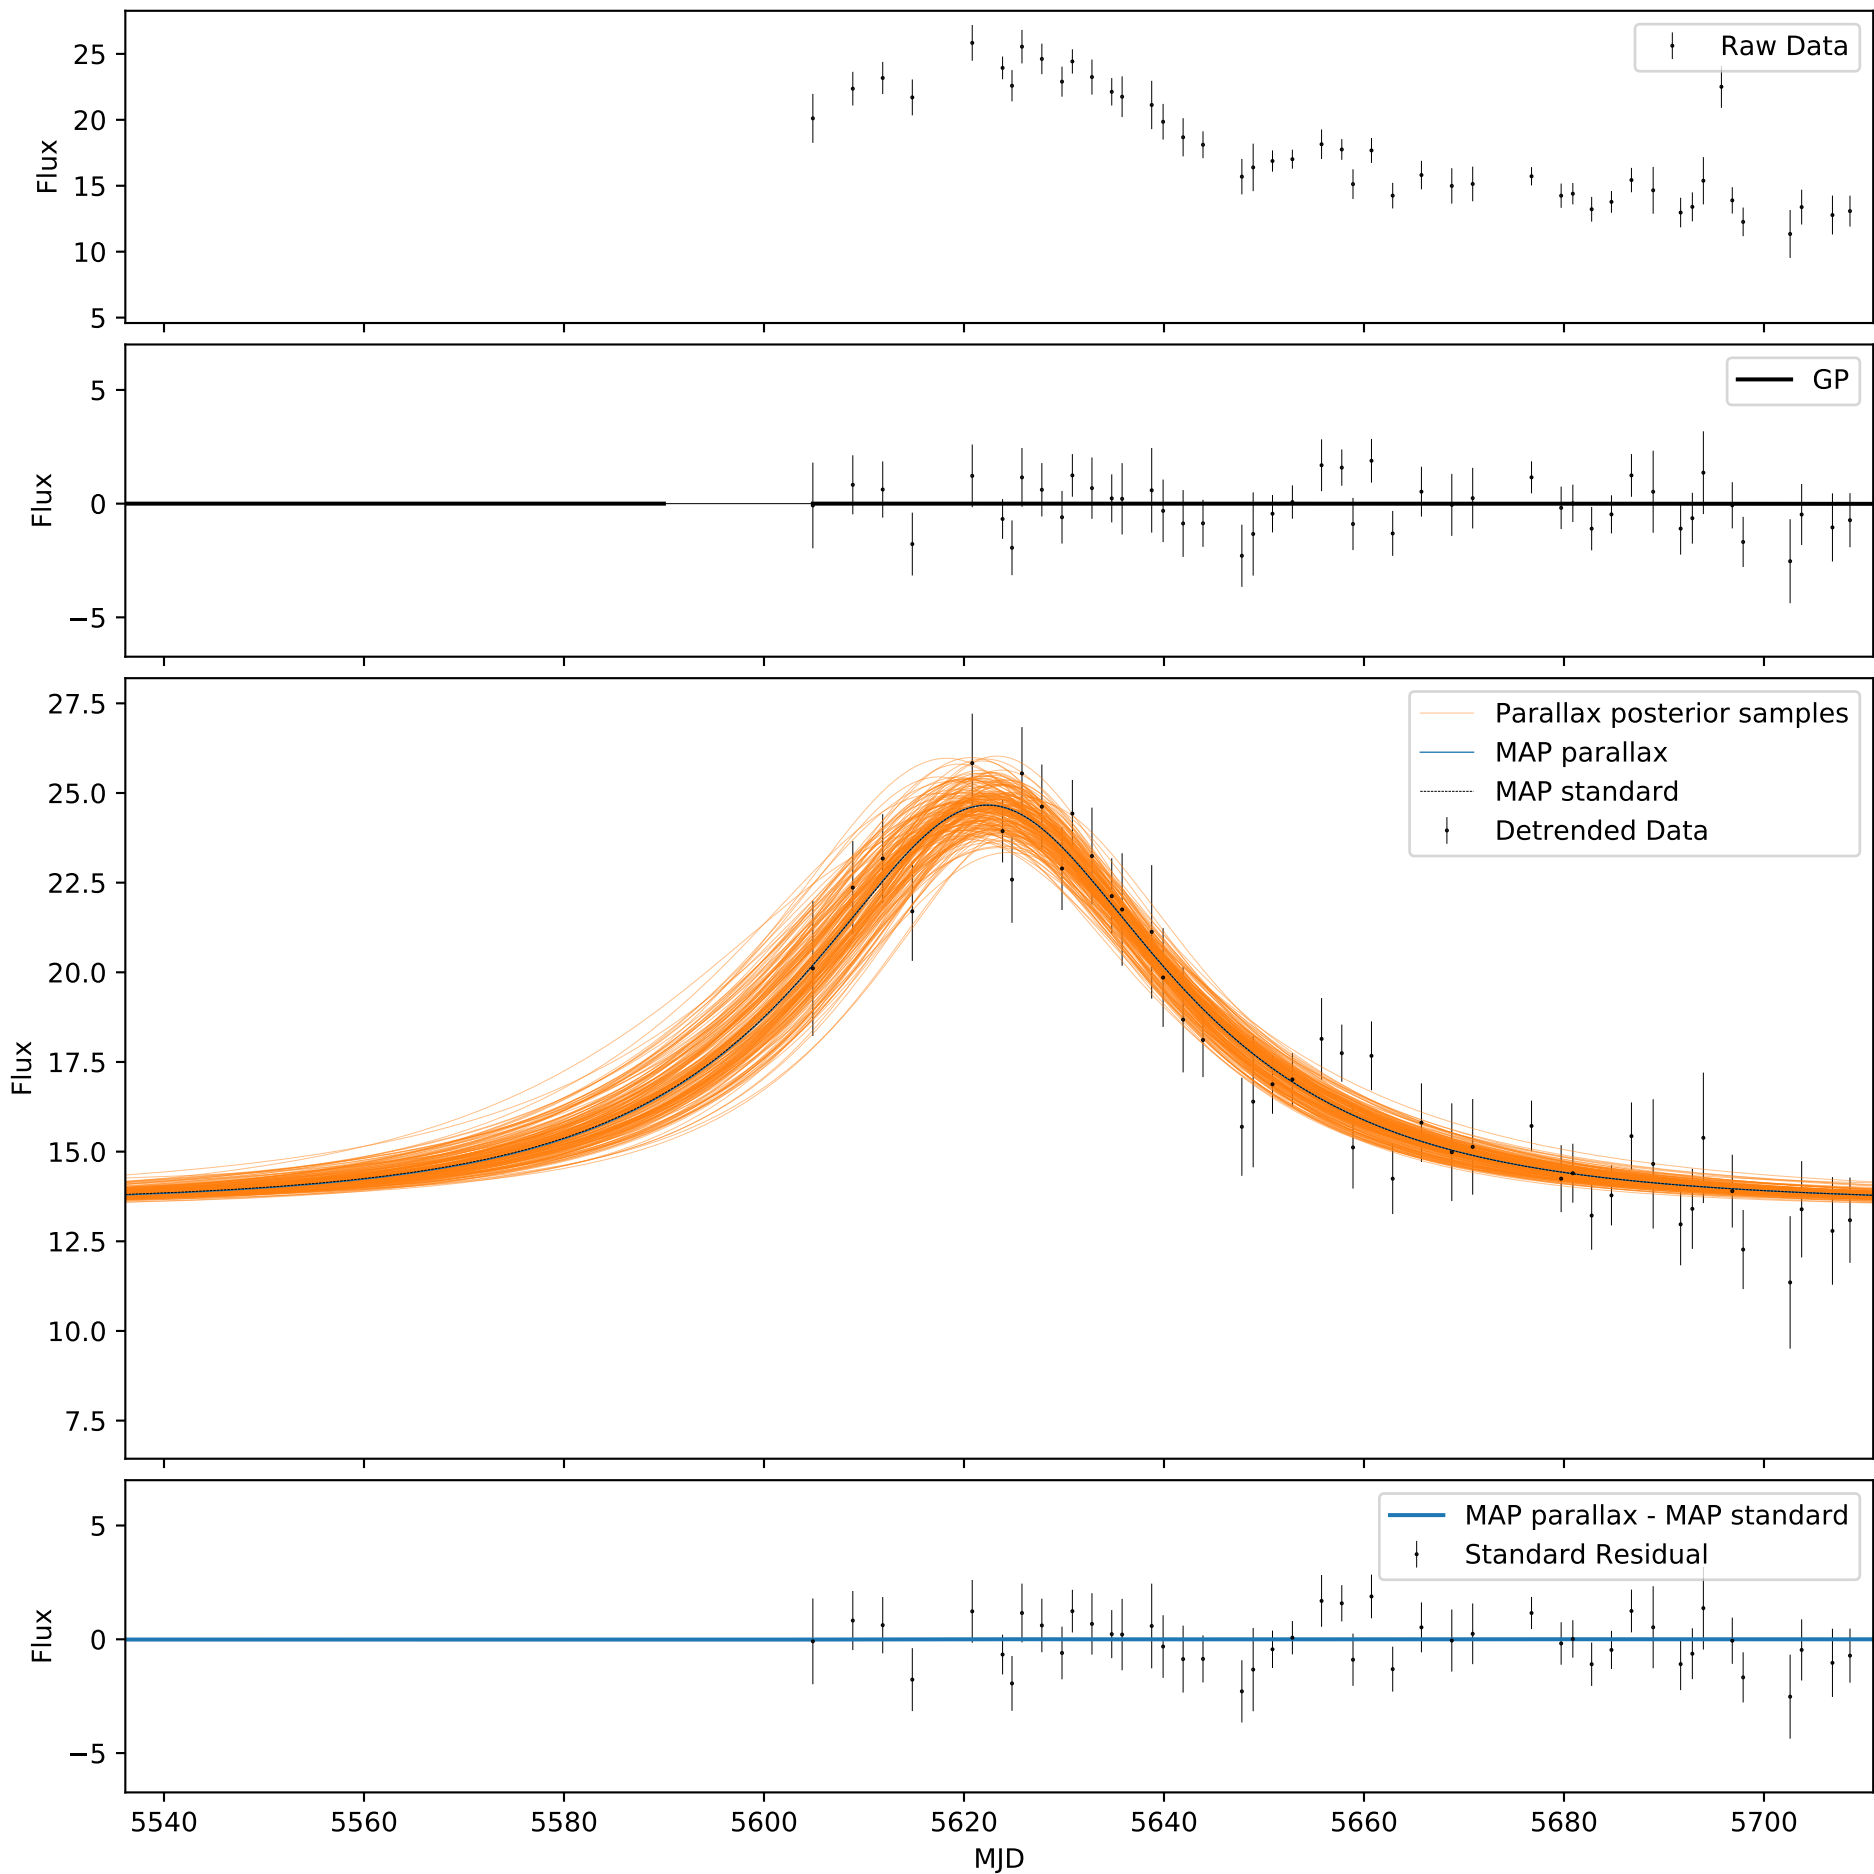 25
20
15
10
5
Flux
Raw Data
5
0
−5
Flux
GP
27.5
25.0
22.5
20.0
17.5
15.0
12.5
10.0
7.5
Flux
Parallax posterior samples
MAP parallax
MAP standard
Detrended Data
5
0
−5
Flux
MAP parallax - MAP standard
Standard Residual
5540 5560 5580 5600 5620 5640 5660 5680 5700
MJD